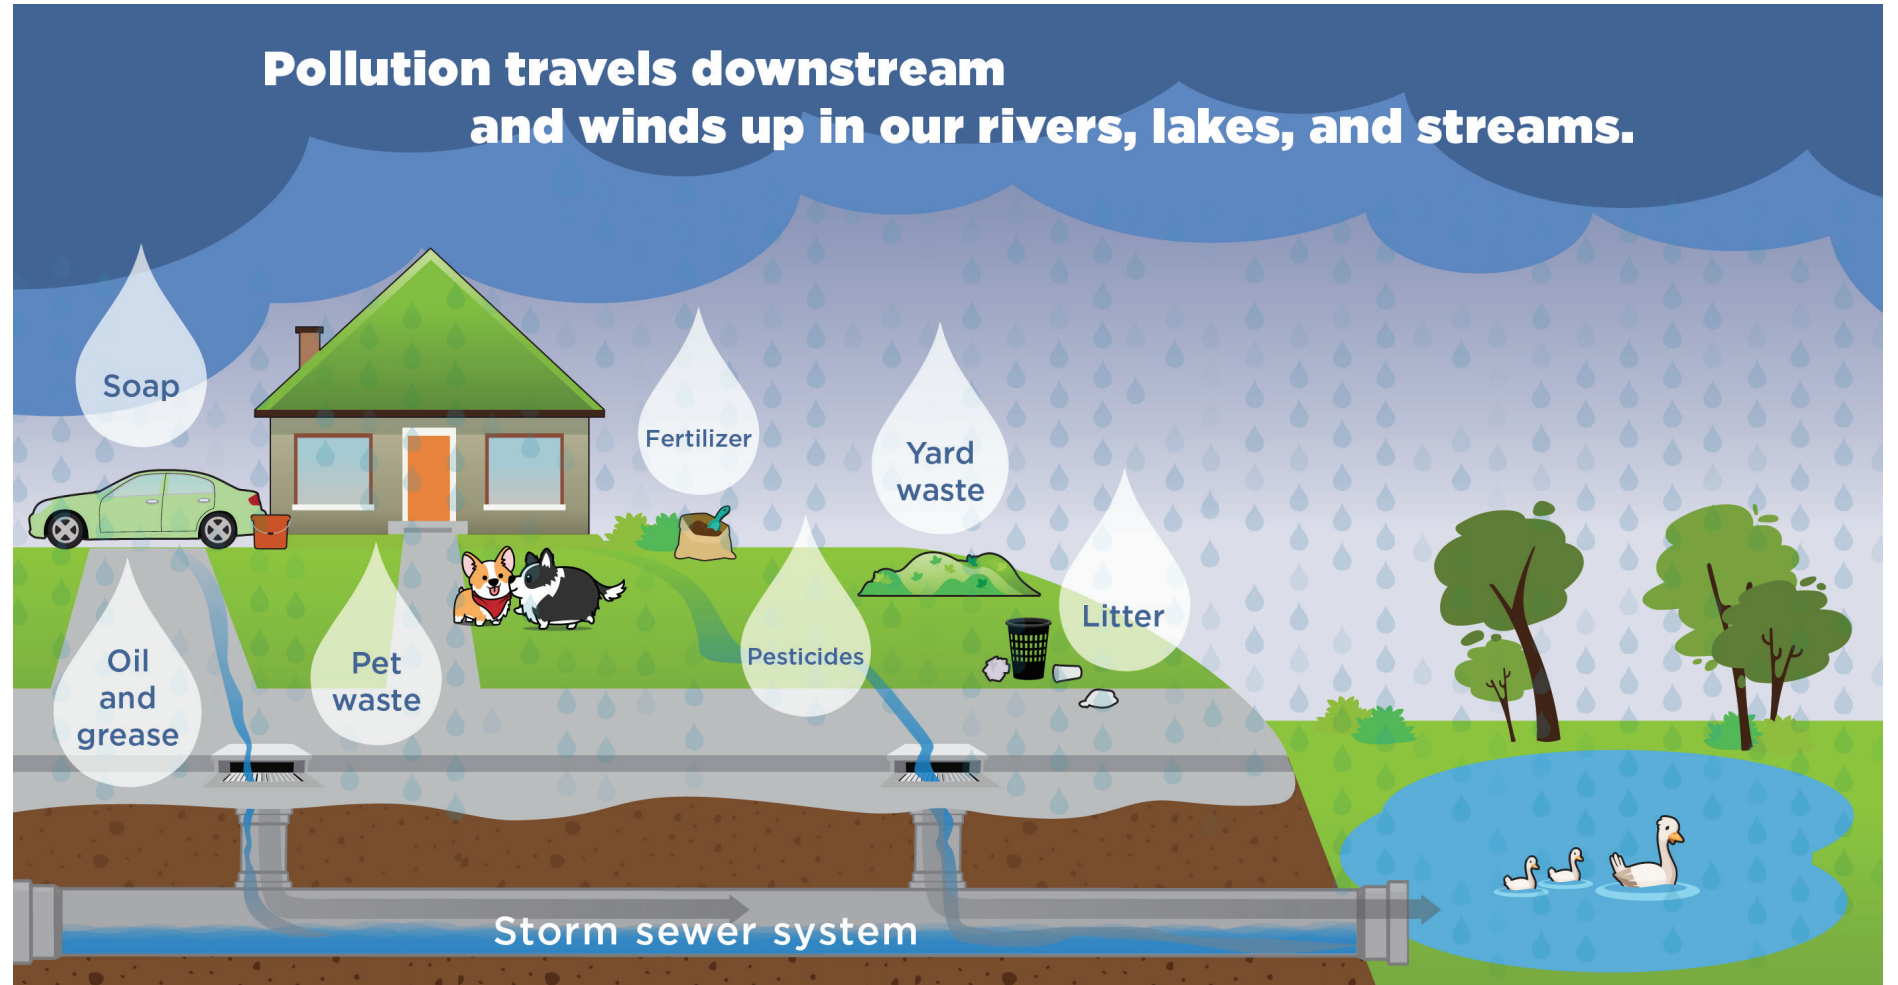 Pollution travels downstream
and winds up in our rivers, lakes, and streams.
Soap
Fertilizer
Yard
waste
Litter
Oil
and
grease
Pet
waste
Pesticides
Storm sewer system